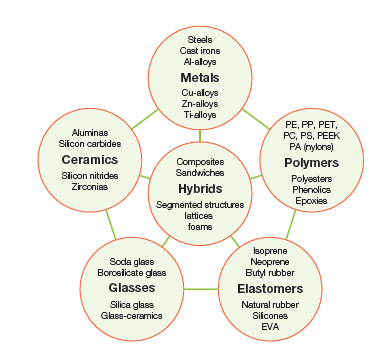 Steels
Cast irons
Al-alloys
Metals
Cu-alloys
Zn-alloys
Ti-alloys
Aluminas
Silicon carbides
Ceramics
Silicon nitrides
Zirconias
Composites
Sandwiches
Hybrids
Segmented structures
lattices
foams
PE, PP, PET,
PC, PS, PEEK
PA (nylons)
Polymers
Polyesters
Phenolics
Epoxies
Soda glass
Borosilicate glass
Glasses
Silica glass
Glass-ceramics
Isoprene
Neoprene
Butyl rubber
Elastomers
Natural rubber
Silicones
EVA